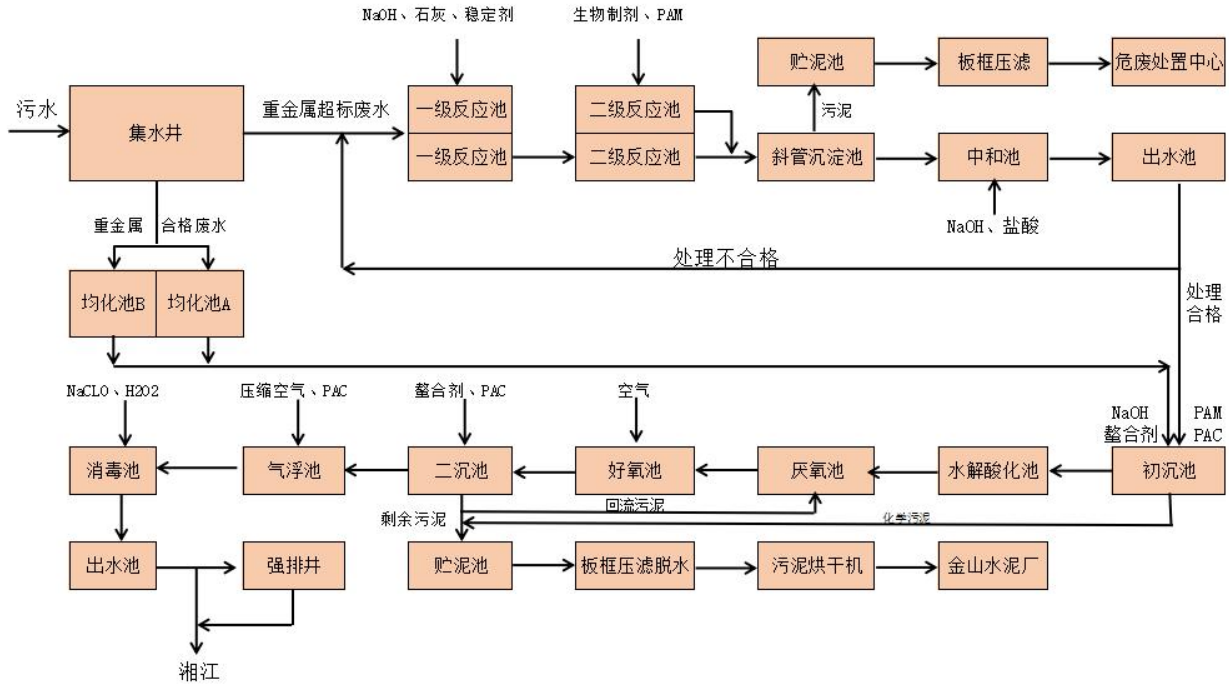 NaOH、石灰、稳定剂
生物制剂、PAM
贮泥池
板框压滤
危废处置中心
污水
集水井
重金属超标废水
一级反应池
二级反应池
污泥
一级反应池
二级反应池
斜管沉淀池
中和池
出水池
重金属
合格废水
NaOH、盐酸
处理不合格
均化池B
均化池A
处理
合格
NaCLO、H2O2
压缩空气、PAC
螯合剂、PAC
空气
NaOH
螯合剂
PAM
PAC
消毒池
气浮池
二沉池
好氧池
厌氧池
水解酸化池
初沉池
回流污泥
剩余污泥
化学污泥
出水池
强排井
贮泥池
板框压滤脱水
污泥烘干机
金山水泥厂
湘江